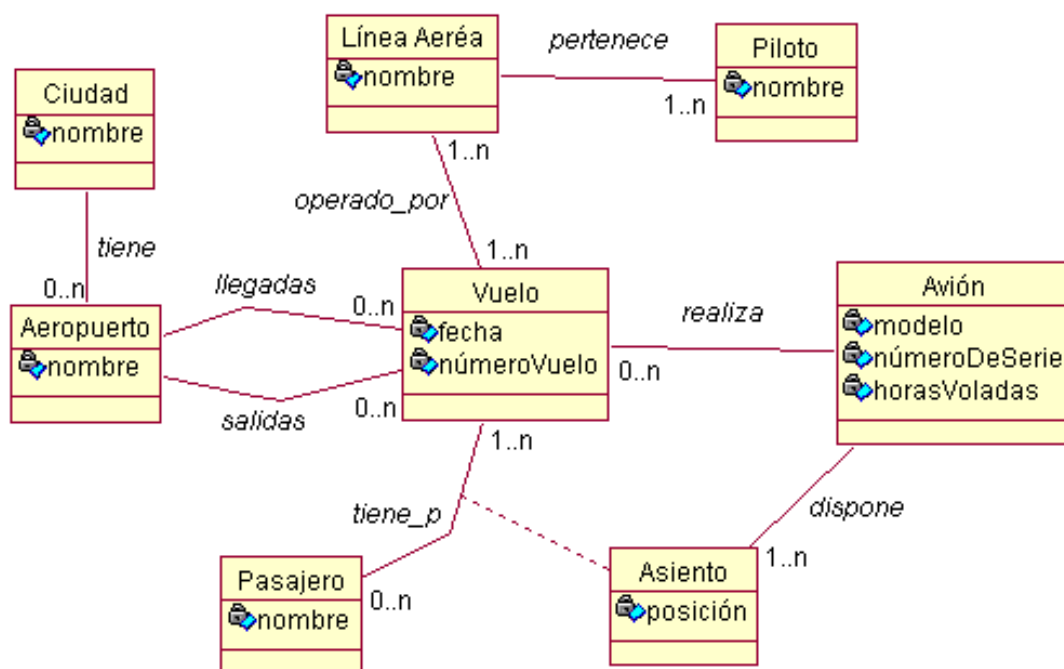 Línea Aeréa
nombre
pertenece
1..n
Piloto
nombre
Ciudad
nombre
tiene
0..n
1..n
operado_por
1..n
Aeropuerto
nombre
llegadas
0..n
salidas
0..n
Vuelo
fecha
númeroVuelo
realiza
0..n
Avión
modelo
númeroDeSerie
horasVoladas
1..n
tiene_p
0..n
dispone
1..n
Pasajero
nombre
Asiento
posición